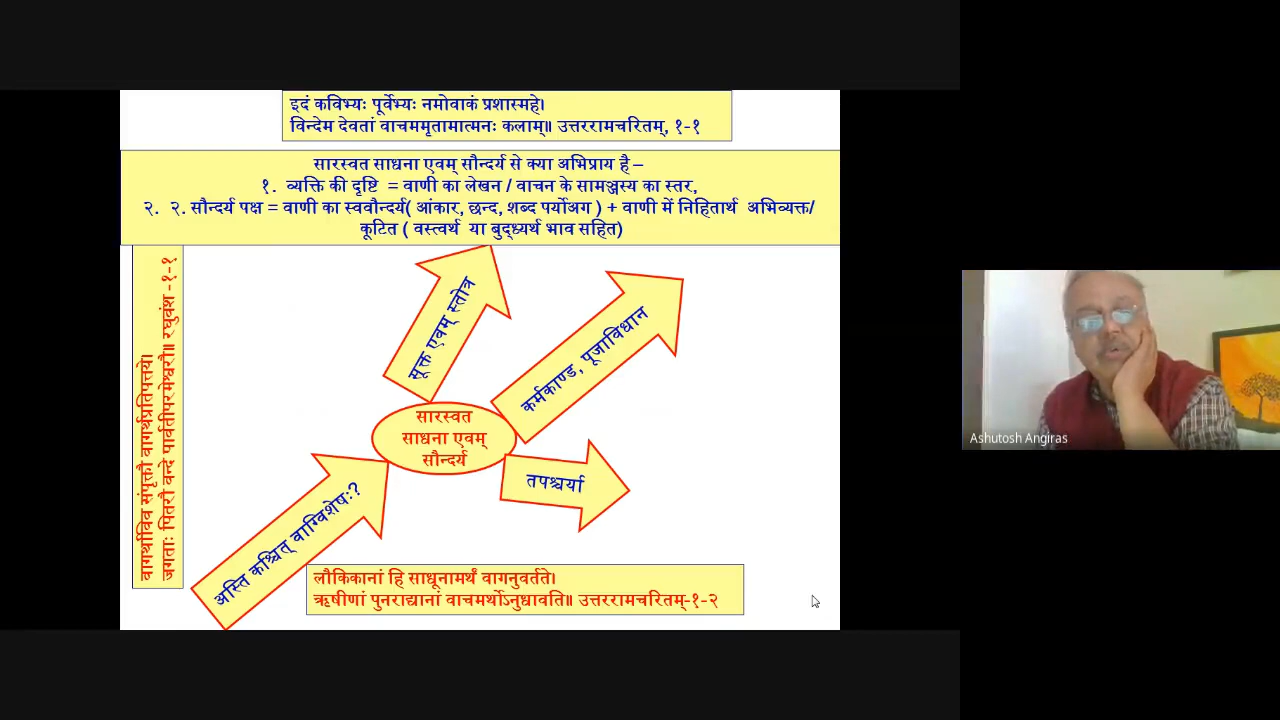 इदं कविभ्यः पूर्वेभ्यः नमोवाकं प्रशास्महे।
विन्देम देवतां वाचममृतामात्मनः कलाम्॥ उत्तररामचरितम्, १-१
सारस्वत साधना एवम् सौन्दर्य से क्या अभिप्राय है –
१. व्यक्ति की दृष्टि = वाणी का लेखन / वाचन के सामञ्जस्य का स्तर,
२. २. सौन्दर्य पक्ष = वाणी का स्ववौन्दर्य( आंकार, छन्द, शब्द पर्योअग ) + वाणी में निहितार्थ अभिव्यक्त/
कूटित ( वस्त्वर्थ या बुद्ध्यर्थ भाव सहित)
वागर्थाविव संपृक्तौ वागर्थप्रतिपत्तये।
जगताः पितरौ वन्दे पार्वतीपरमेश्वरौ॥ रघुवंश -१-१
सूक्त एवम् स्तोत्र
कर्मकाण्ड, पूजाविधान
सारस्वत
साधना एवम्
सौन्दर्य
तपश्चर्या
अस्ति कश्चित् वाग्विशेषः?
लौकिकानां हि साधूनामर्थं वागनुवर्तते।
ऋषीणां पुनराद्यानां वाचमर्थोऽनुधावति॥ उत्तररामचरितम्-१-२
Ashutosh Angiras